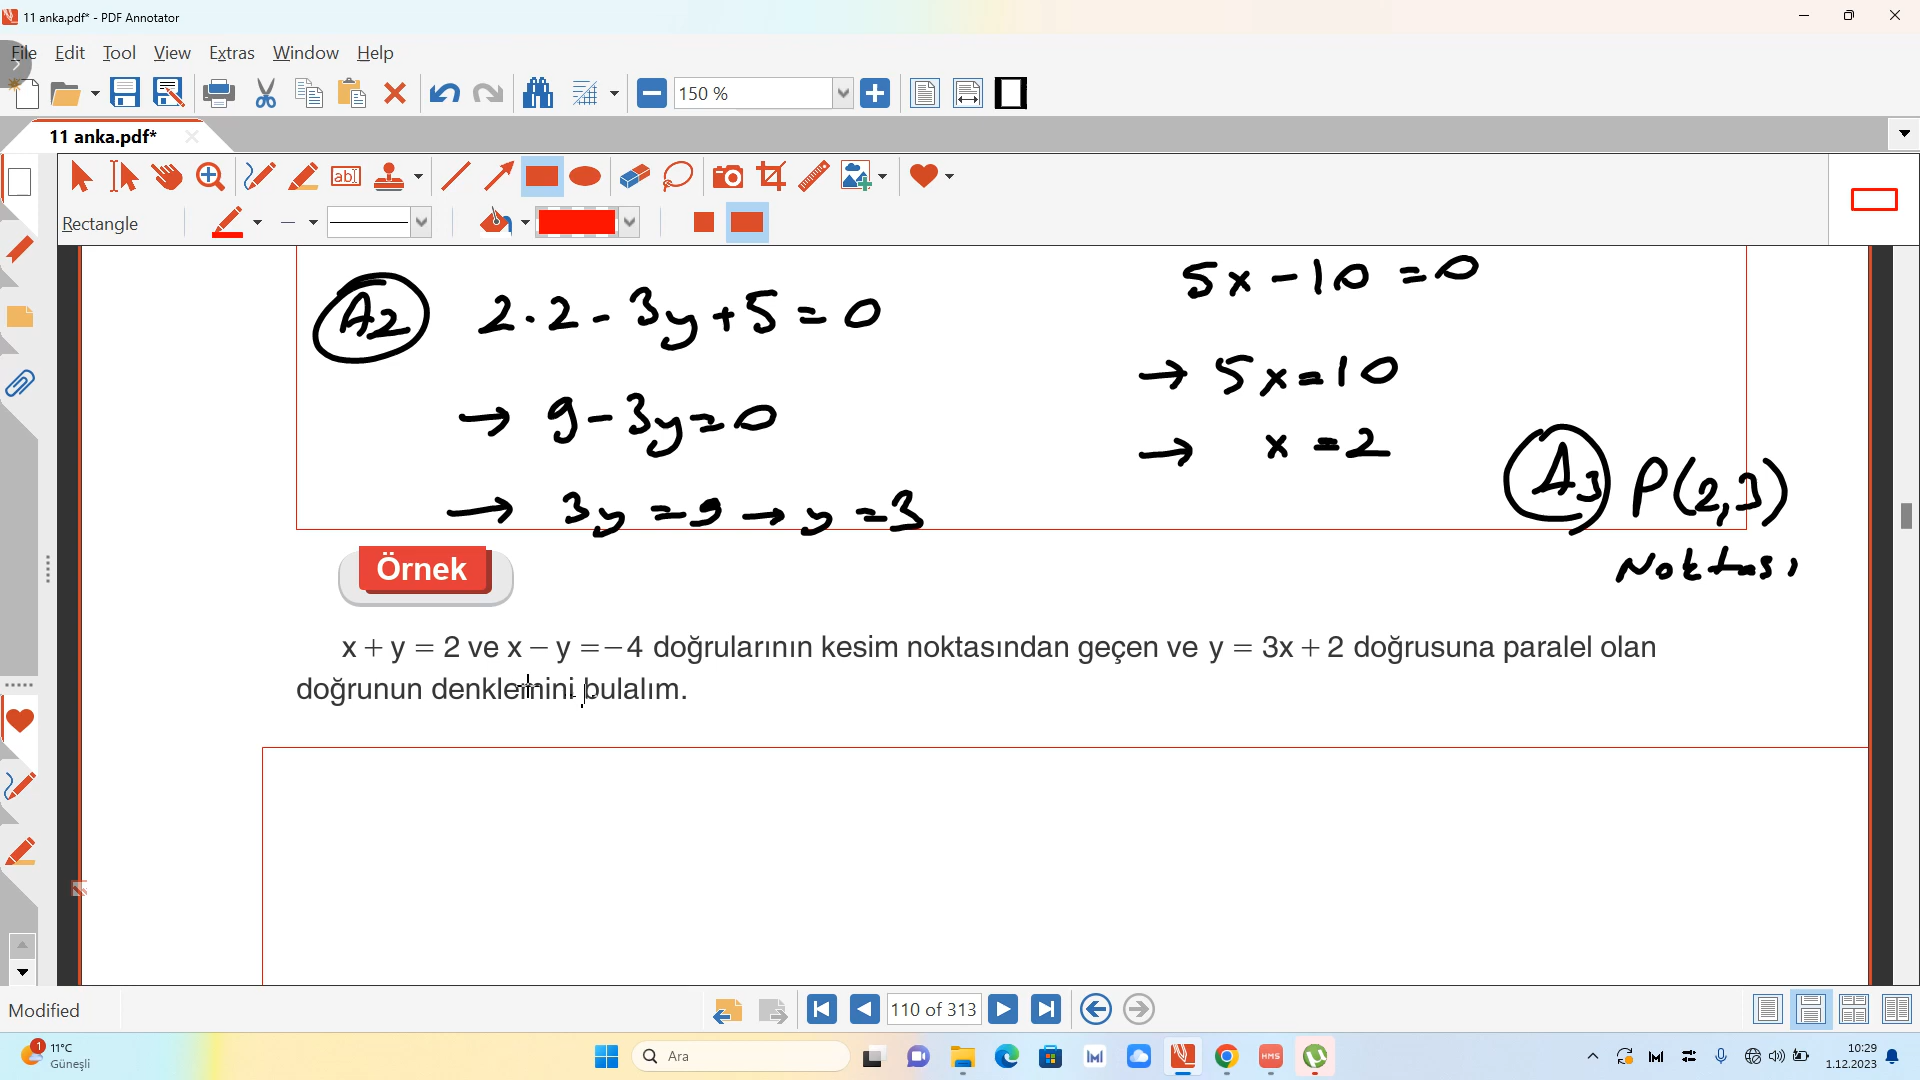 11 anka.pdf* - PDF Annotator
File Edit Tool View Extras Window Help
150 %
11 anka.pdf*
Rectangle
A2 2·2-3y+5=0
→ 9-3y=0
→ 3y=9→y=3
5x-10=0
→ 5x=10
→ x=2
A3 P(2,3)
Noktası
Örnek
x + y = 2 ve x − y =−4 doğrularının kesim noktasından geçen ve y = 3x + 2 doğrusuna paralel olan
doğrunun denklemini bulalım.
Modified
110 of 313
1
11°C
Güneşli
Ara
HMS
10:29
1.12.2023